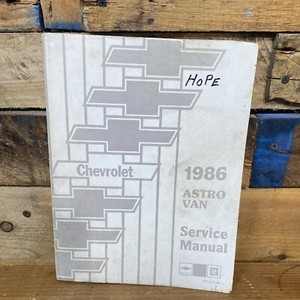 HOPE
Chevrolet
1986
ASTRO
VAN
Service
Manual